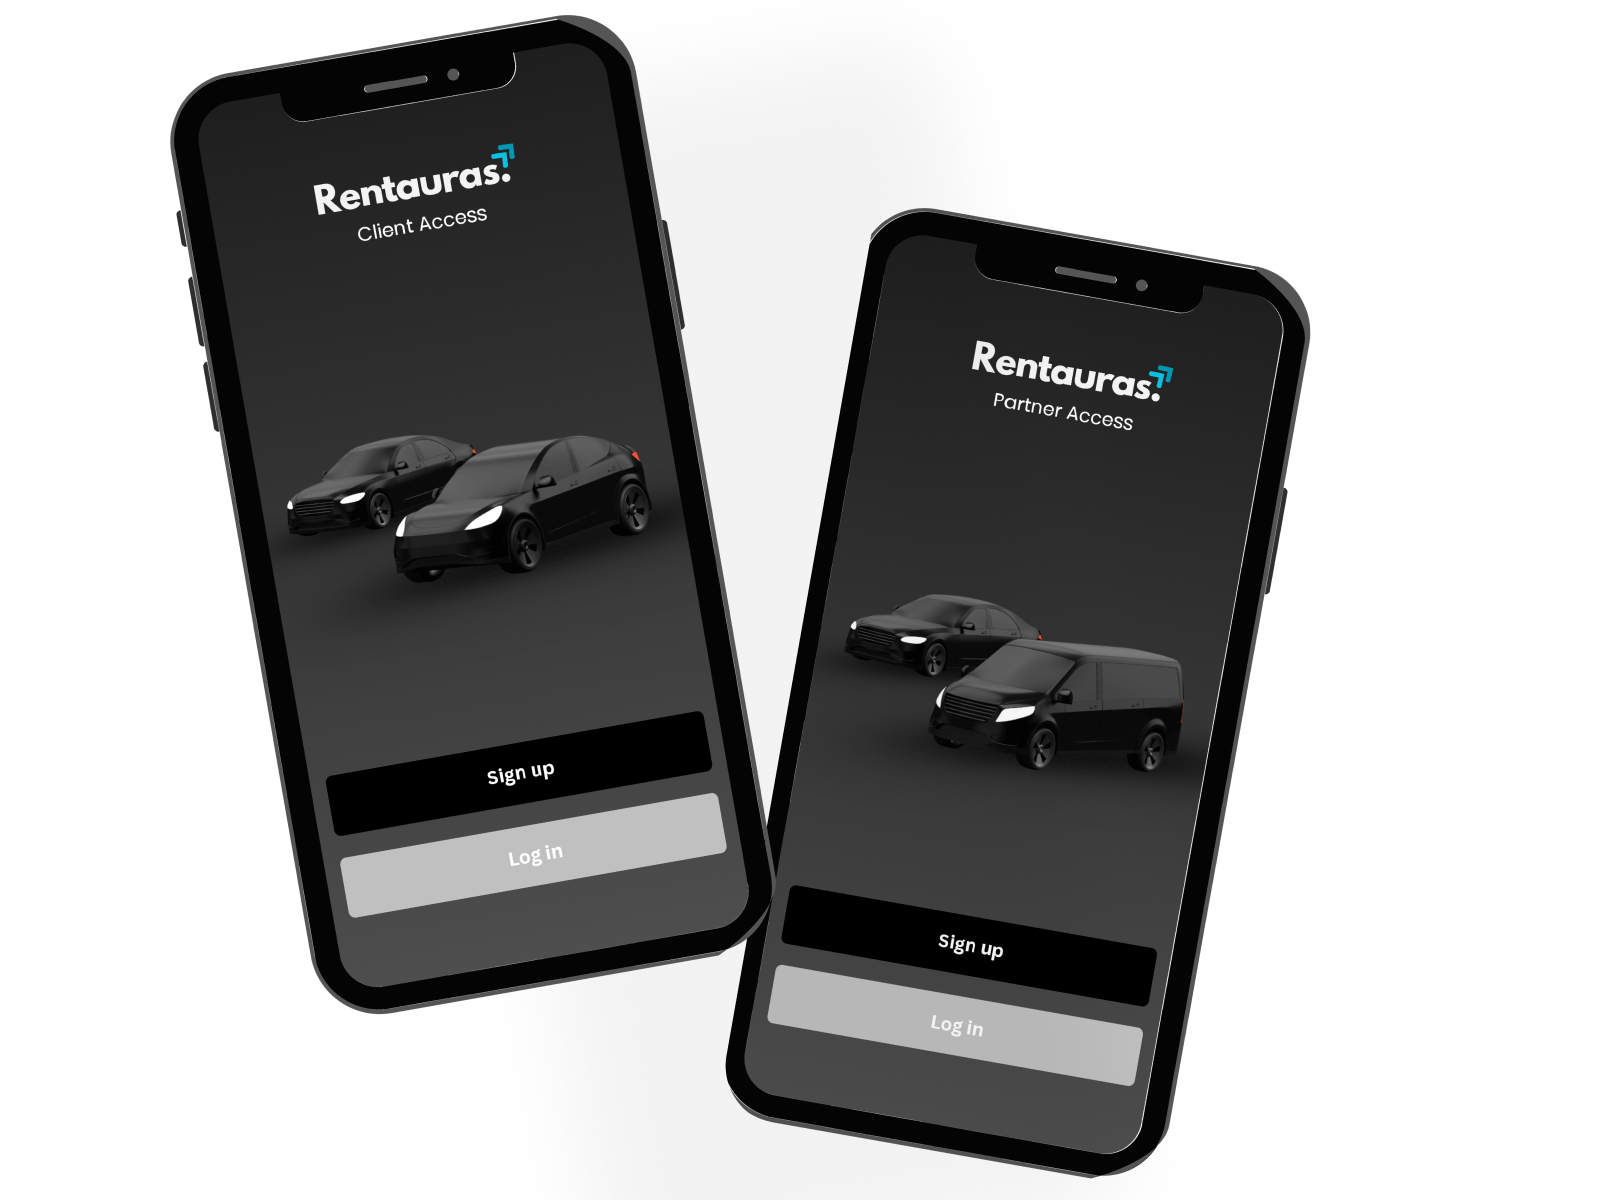 Rentauras.
Client Access
Sign up
Log in
Rentauras.
Partner Access
Sign up
Log in